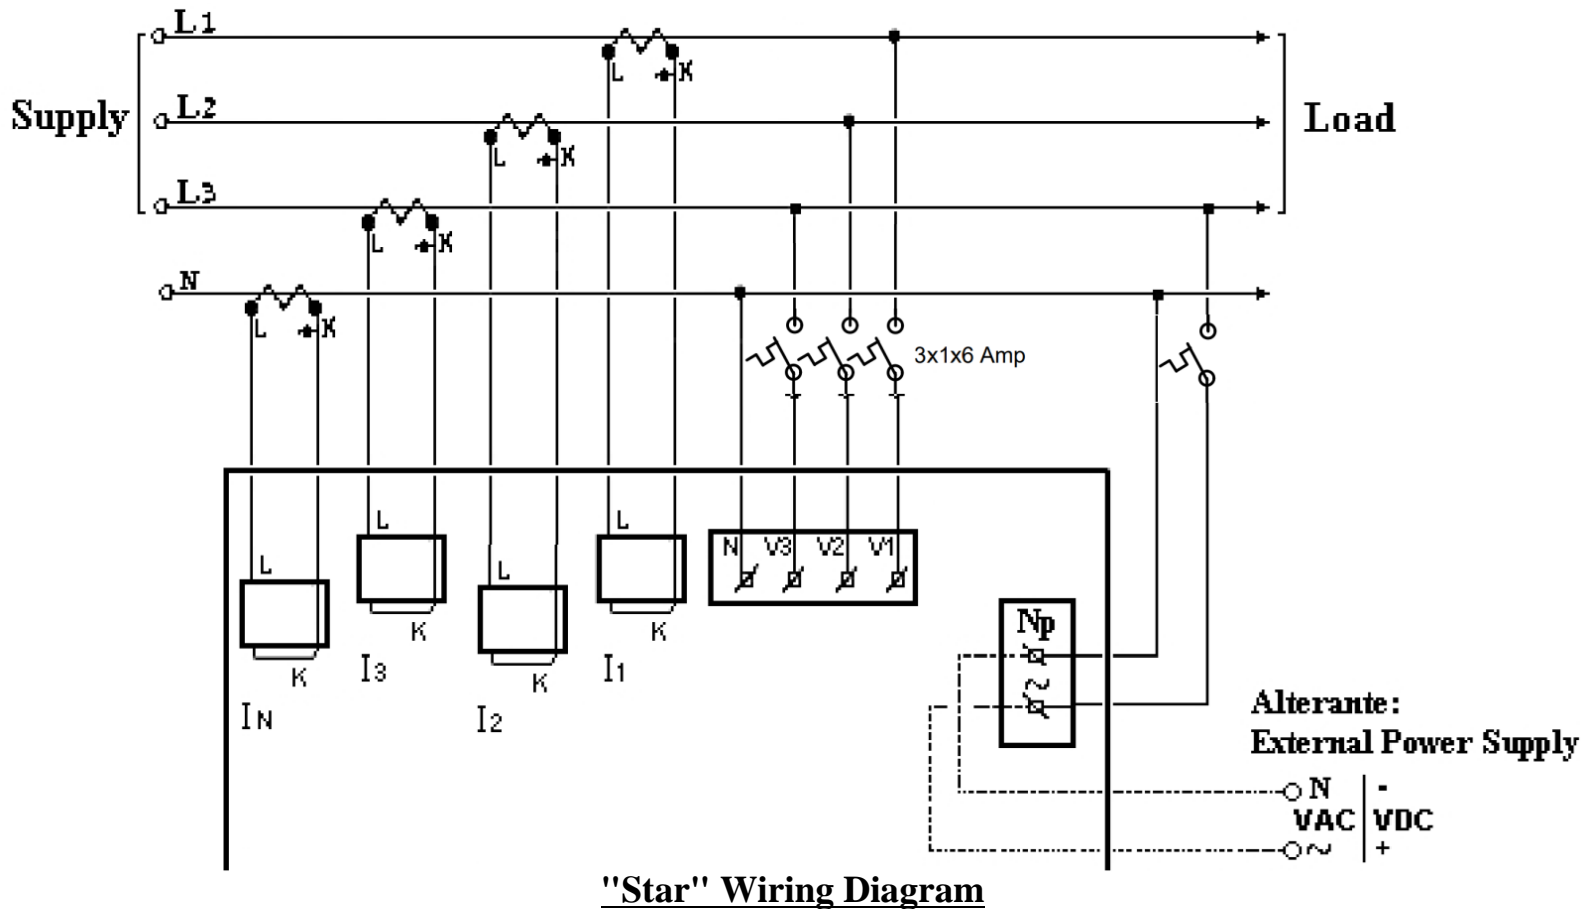 L1
L K
Supply
L2
Load
L K
L3
L K
N
L K
3x1x6 Amp
L
L
N V3 V2 V1
L
L
Np
K
K
I3
I1
K
K
IN
I2
~
Alterante:
External Power Supply
N -
VAC VDC
~ +
"Star" Wiring Diagram